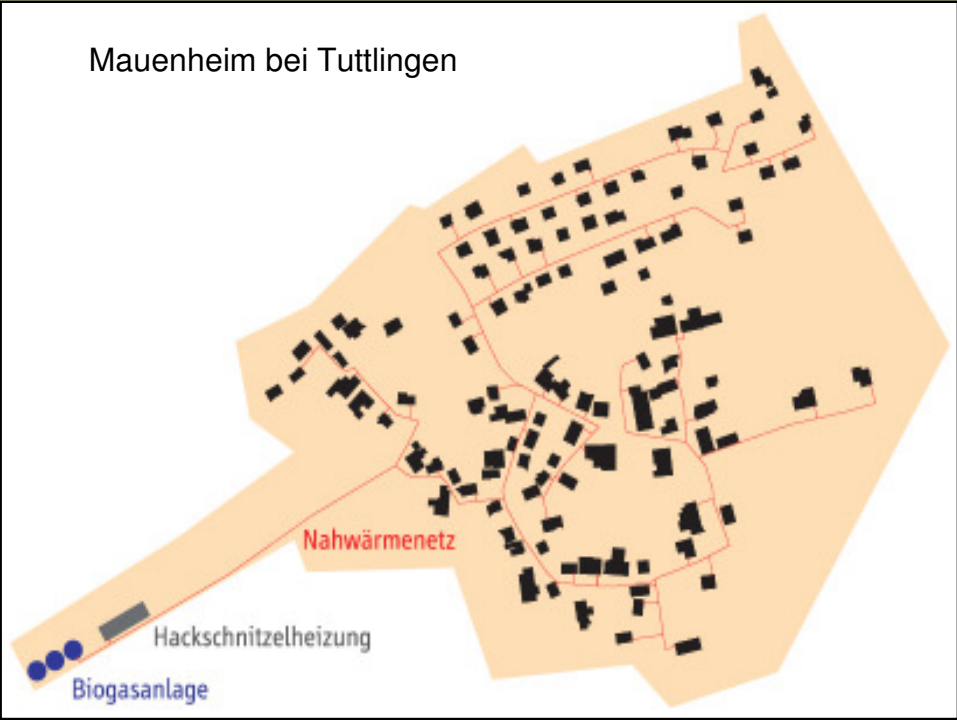 Mauenheim bei Tuttlingen
Nahwärmenetz
Hackschnitzelheizung
Biogasanlage